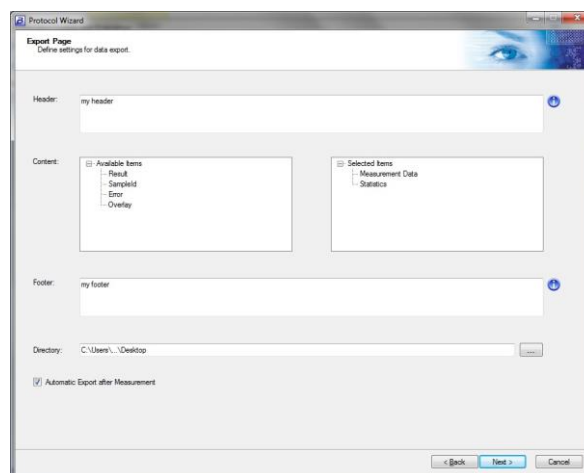 Protocol Wizard
Export Page
Define settings for data export.
Header:
my header
Content:
Available Items
Result
SampleId
Error
Overlay
Selected Items
Measurement Data
Statistics
Footer:
my footer
Directory:
C:\Users\...\Desktop
...
Automatic Export after Measurement
< Back
Next >
Cancel